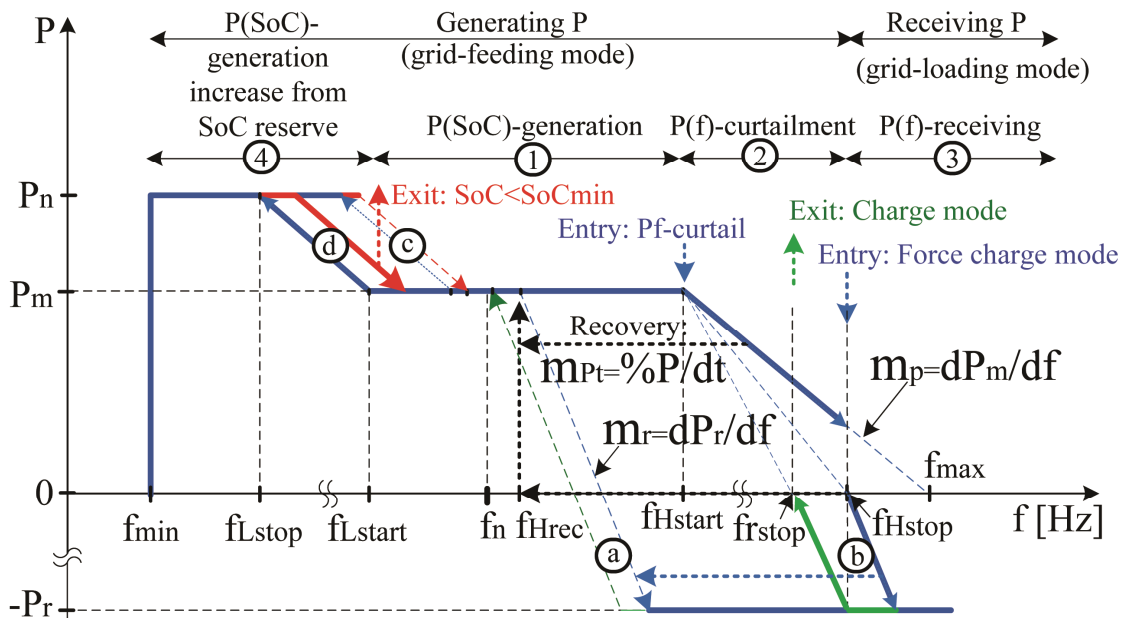 P
P(SoC)-
generation
increase from
SoC reserve
Generating P
(grid-feeding mode)
Receiving P
(grid-loading mode)
P(SoC)-generation
P(f)-curtailment
P(f)-receiving
4
1
2
3
Pn
Exit: SoC<SoCmin
Exit: Charge mode
Entry: Pf-curtail
Entry: Force charge mode
d
c
Pm
Recovery:
mPt=%P/dt
mp=dPm/df
mr=dPr/df
fmax
0
fmin
fLstop
fLstart
fn
fHrec
fHstart
frstop
fHstop
f [Hz]
a
b
-Pr